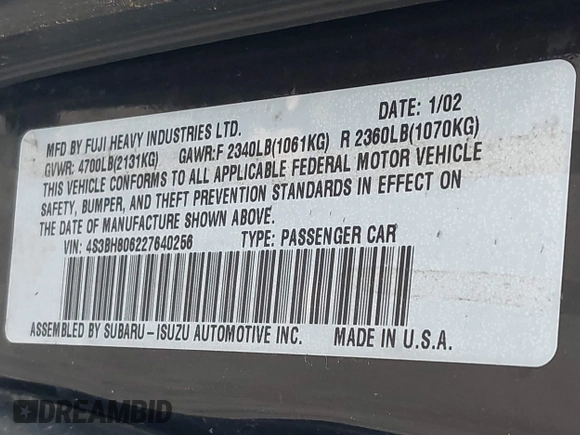 MFD BY FUJI HEAVY INDUSTRIES LTD. DATE: 1/02
GVWR: 4700LB(2131KG) GAWR:F 2340LB(1061KG) R 2360LB(1070KG)
THIS VEHICLE CONFORMS TO ALL APPLICABLE FEDERAL MOTOR VEHICLE
SAFETY, BUMPER, AND THEFT PREVENTION STANDARDS IN EFFECT ON
THE DATE OF MANUFACTURE SHOWN ABOVE.
VIN: 4S3BH806227640256 TYPE: PASSENGER CAR
ASSEMBLED BY SUBARU-ISUZU AUTOMOTIVE INC. MADE IN U.S.A.
DREAMBID